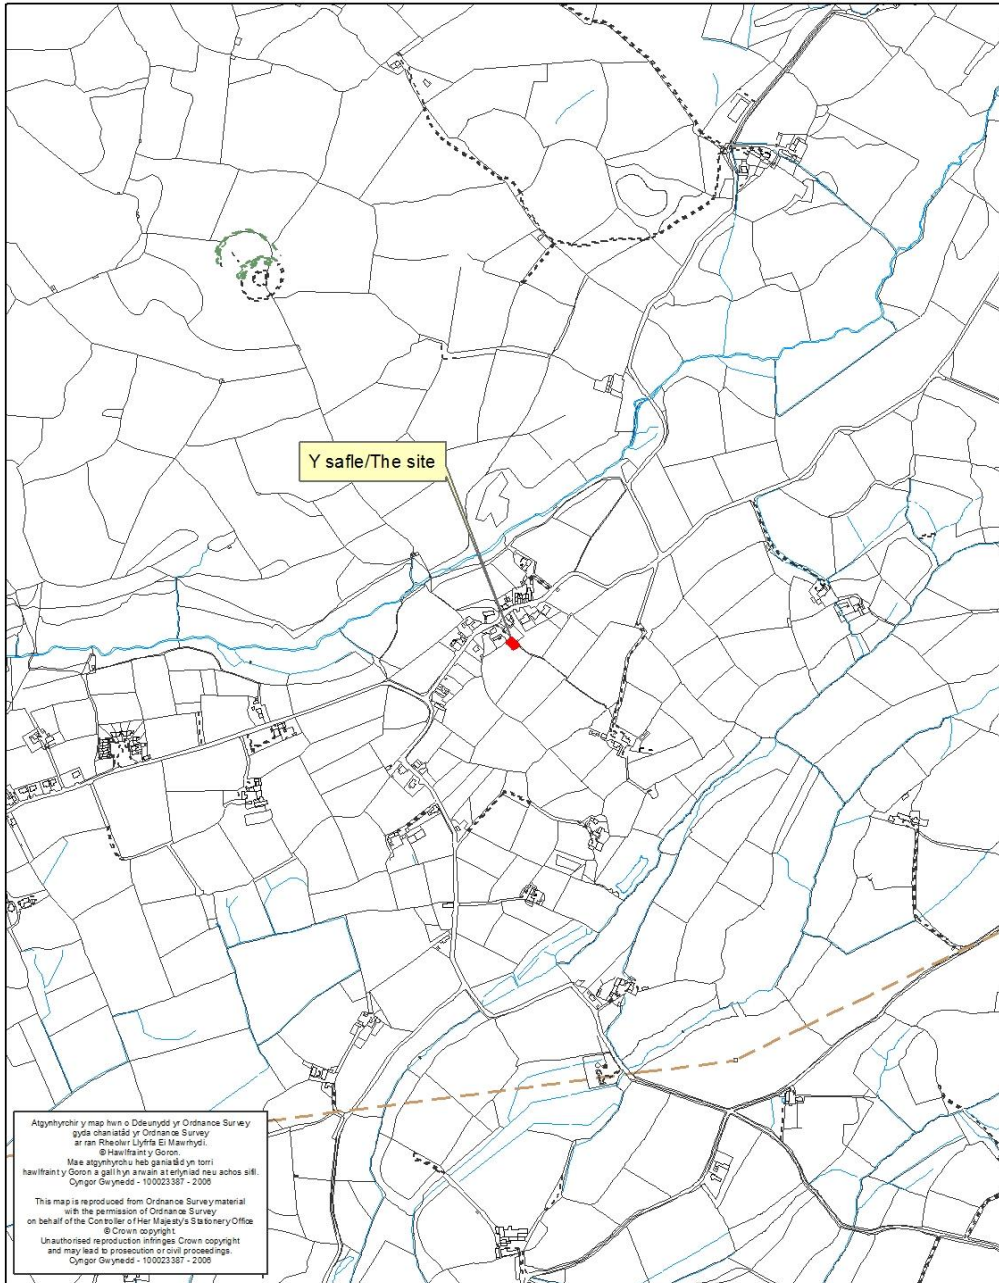 Y safle/The site
Atgynhyrchir y map hwn o Ddeunydd yr Ordnance Survey
gyda chaniatâd yr Ordnance Survey
ar ran Rheolwr Llyfrfa Ei Mawrhydi.
© Hawlfraint y Goron.
Mae atgynhyrchu heb ganiatâd yn torri
hawlfraint y Goron a gall hyn arwain at erlyniad neu achos sifil.
Cyngor Gwynedd - 100023387 - 2006
This map is reproduced from Ordnance Survey material
with the permission of Ordnance Survey
on behalf of the Controller of Her Majesty's Stationery Office
© Crown copyright.
Unauthorised reproduction infringes Crown copyright
and may lead to prosecution or civil proceedings.
Cyngor Gwynedd - 100023387 - 2006